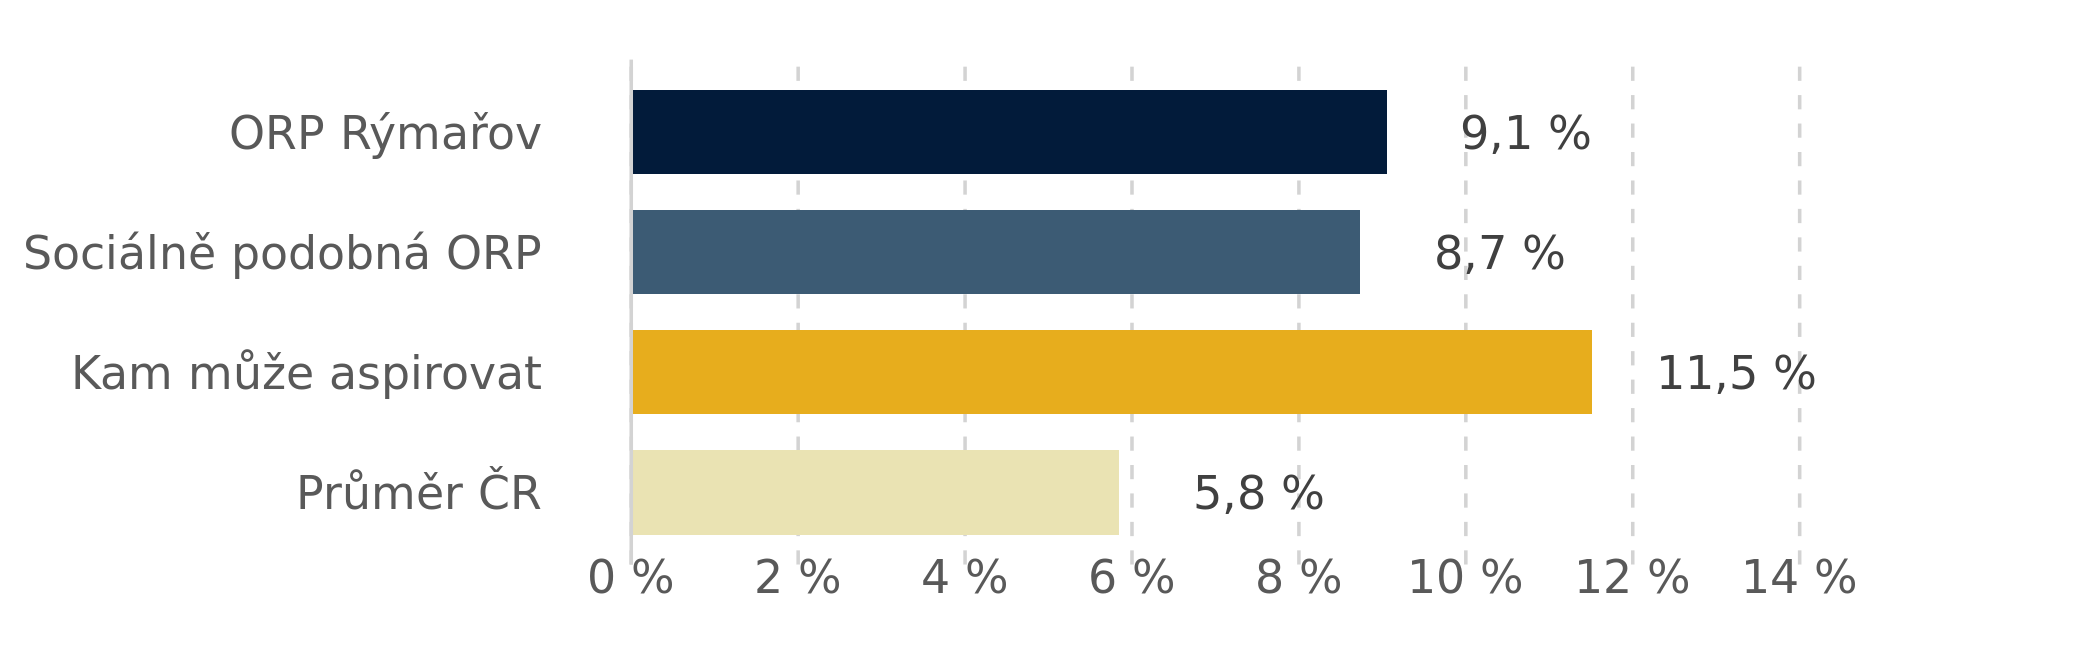 ORP Rýmařov 9,1 %
Sociálně podobná ORP 8,7 %
Kam může aspirovat 11,5 %
Průměr ČR 5,8 %
0 % 2 % 4 % 6 % 8 % 10 % 12 % 14 %